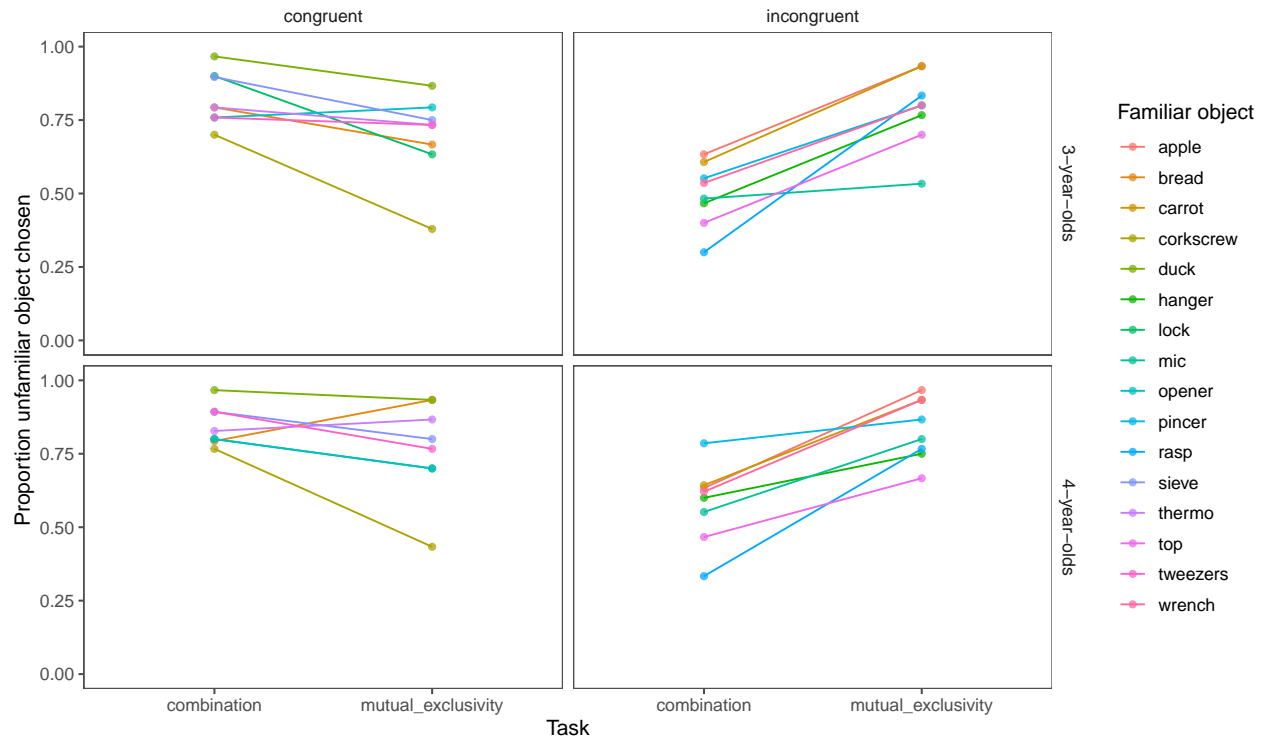 congruent
incongruent
Proportion unfamiliar object chosen
1.00
0.75
0.50
0.25
0.00
3−year−olds
1.00
0.75
0.50
0.25
0.00
4−year−olds
combination
mutual_exclusivity
combination
mutual_exclusivity
Task
Familiar object
apple
bread
carrot
corkscrew
duck
hanger
lock
mic
opener
pincer
rasp
sieve
thermo
top
tweezers
wrench